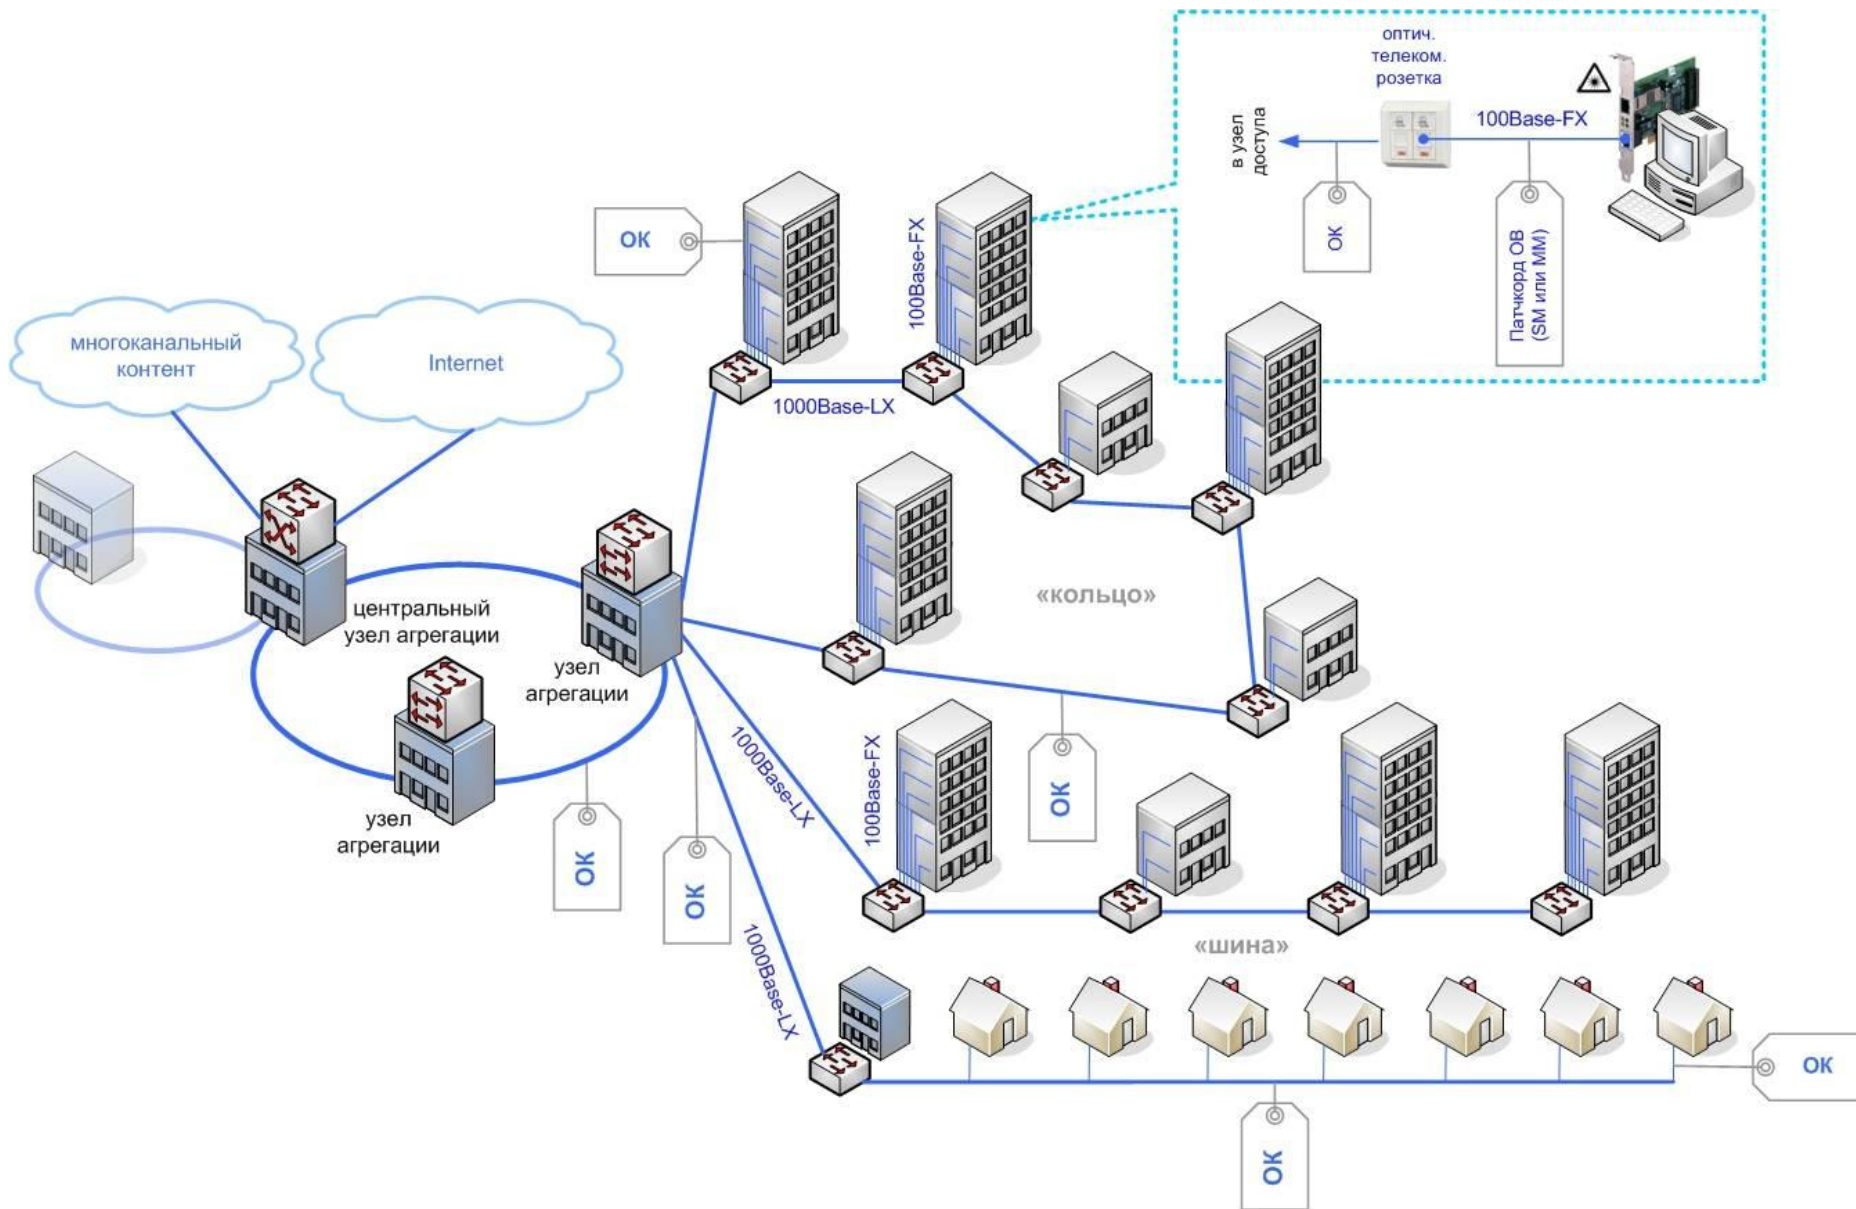 оптич.
телеком.
розетка
в узел
доступа
100Base-FX
ОК
Патчкорд ОВ
(SM или MM)
ОК
100Base-FX
многоканальный
контент
Internet
1000Base-LX
«кольцо»
центральный
узел агрегации
узел
агрегации
узел
агрегации
1000Base-LX
100Base-FX
ОК
ОК
ОК
«шина»
1000Base-LX
ОК
ОК